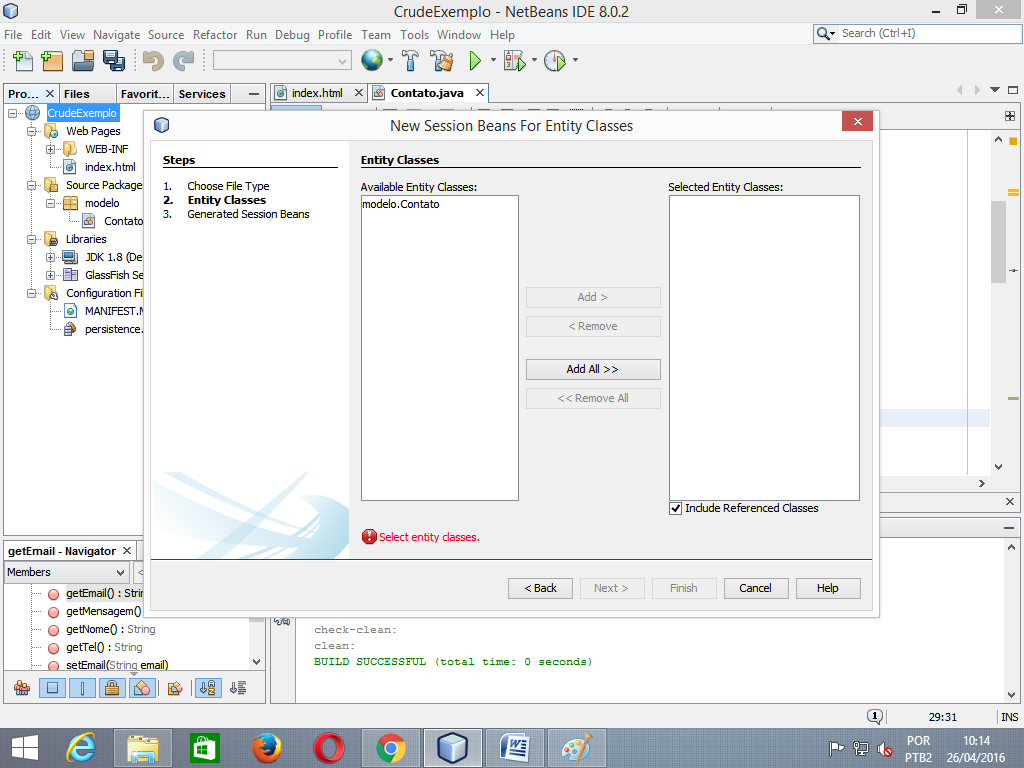 CrudeExemplo - NetBeans IDE 8.0.2
File Edit View Navigate Source Refactor Run Debug Profile Team Tools Window Help
Search (Ctrl+I)
Pro... Files Favorit... Services
index.html Contato.java
CrudeExemplo
Web Pages
WEB-INF
index.html
Source Package
modelo
Contato
Libraries
JDK 1.8 (De
GlassFish Se
Configuration Fi
MANIFEST.M
persistence.
New Session Beans For Entity Classes
Steps
1. Choose File Type
2. Entity Classes
3. Generated Session Beans
Entity Classes
Available Entity Classes:
modelo.Contato
Add >
< Remove
Add All >>
<< Remove All
Selected Entity Classes:
Include Referenced Classes
Select entity classes.
< Back Next > Finish Cancel Help
getEmail - Navigator
Members
getEmail() : Strin
getMensagem()
getNome() : String
getTel() : String
setEmail(String email)
check-clean:
clean:
BUILD SUCCESSFUL (total time: 0 seconds)
1
29:31
INS
POR
PTB2
10:14
26/04/2016